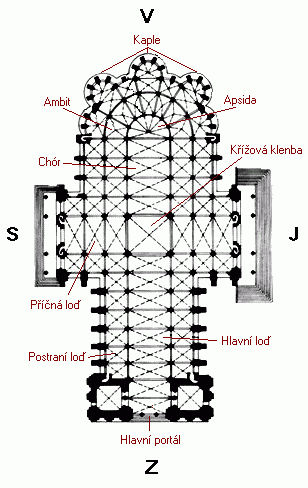 V
Kaple
Ambit
Apsida
Chór
Křížová klenba
S
J
Příčná loď
Postraní loď
Hlavní loď
Hlavní portál
Z